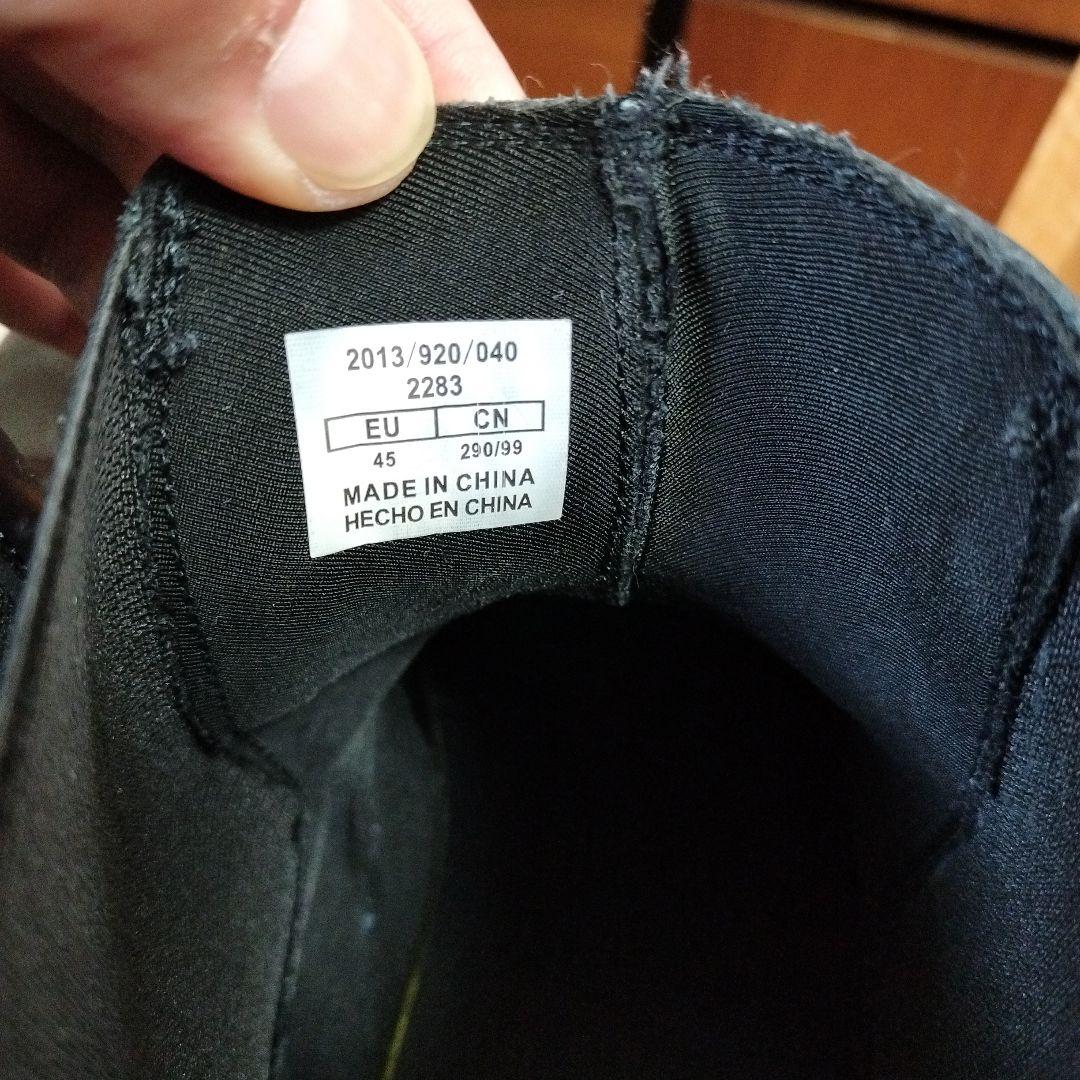 2013/920/040
2283
EU CN
45 290/99
MADE IN CHINA
HECHO EN CHINA